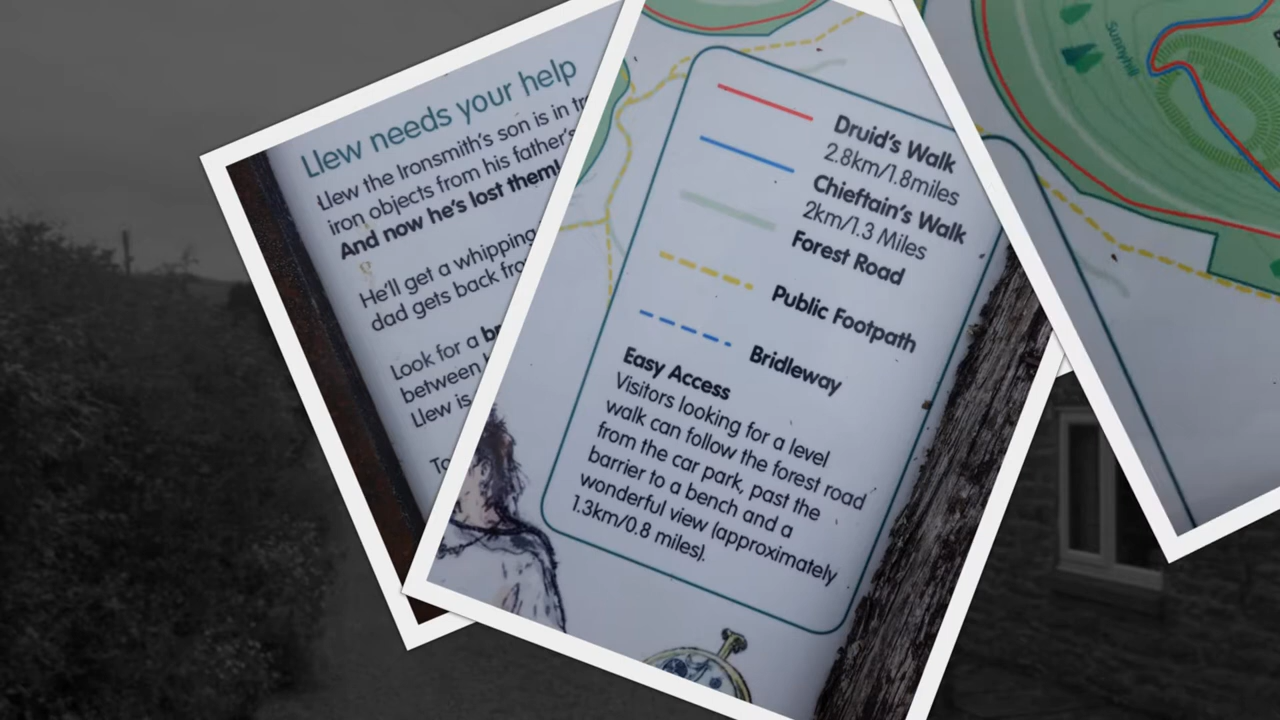 Llew needs your help
Llew the Ironsmith's son is in
iron objects from his father's
And now he's lost them!
He'll get a whipping
dad gets back
Look for a
between
Llew is
Druid's Walk
2.8km/1.8miles
Chieftain's Walk
2km/1.3 Miles
Forest Road
Public Footpath
Bridleway
Easy Access
Visitors looking for a level
walk can follow the forest road
from the car park, past the
barrier to a bench and a
wonderful view (approximately
1.3km/0.8 miles).
Sunnyhill